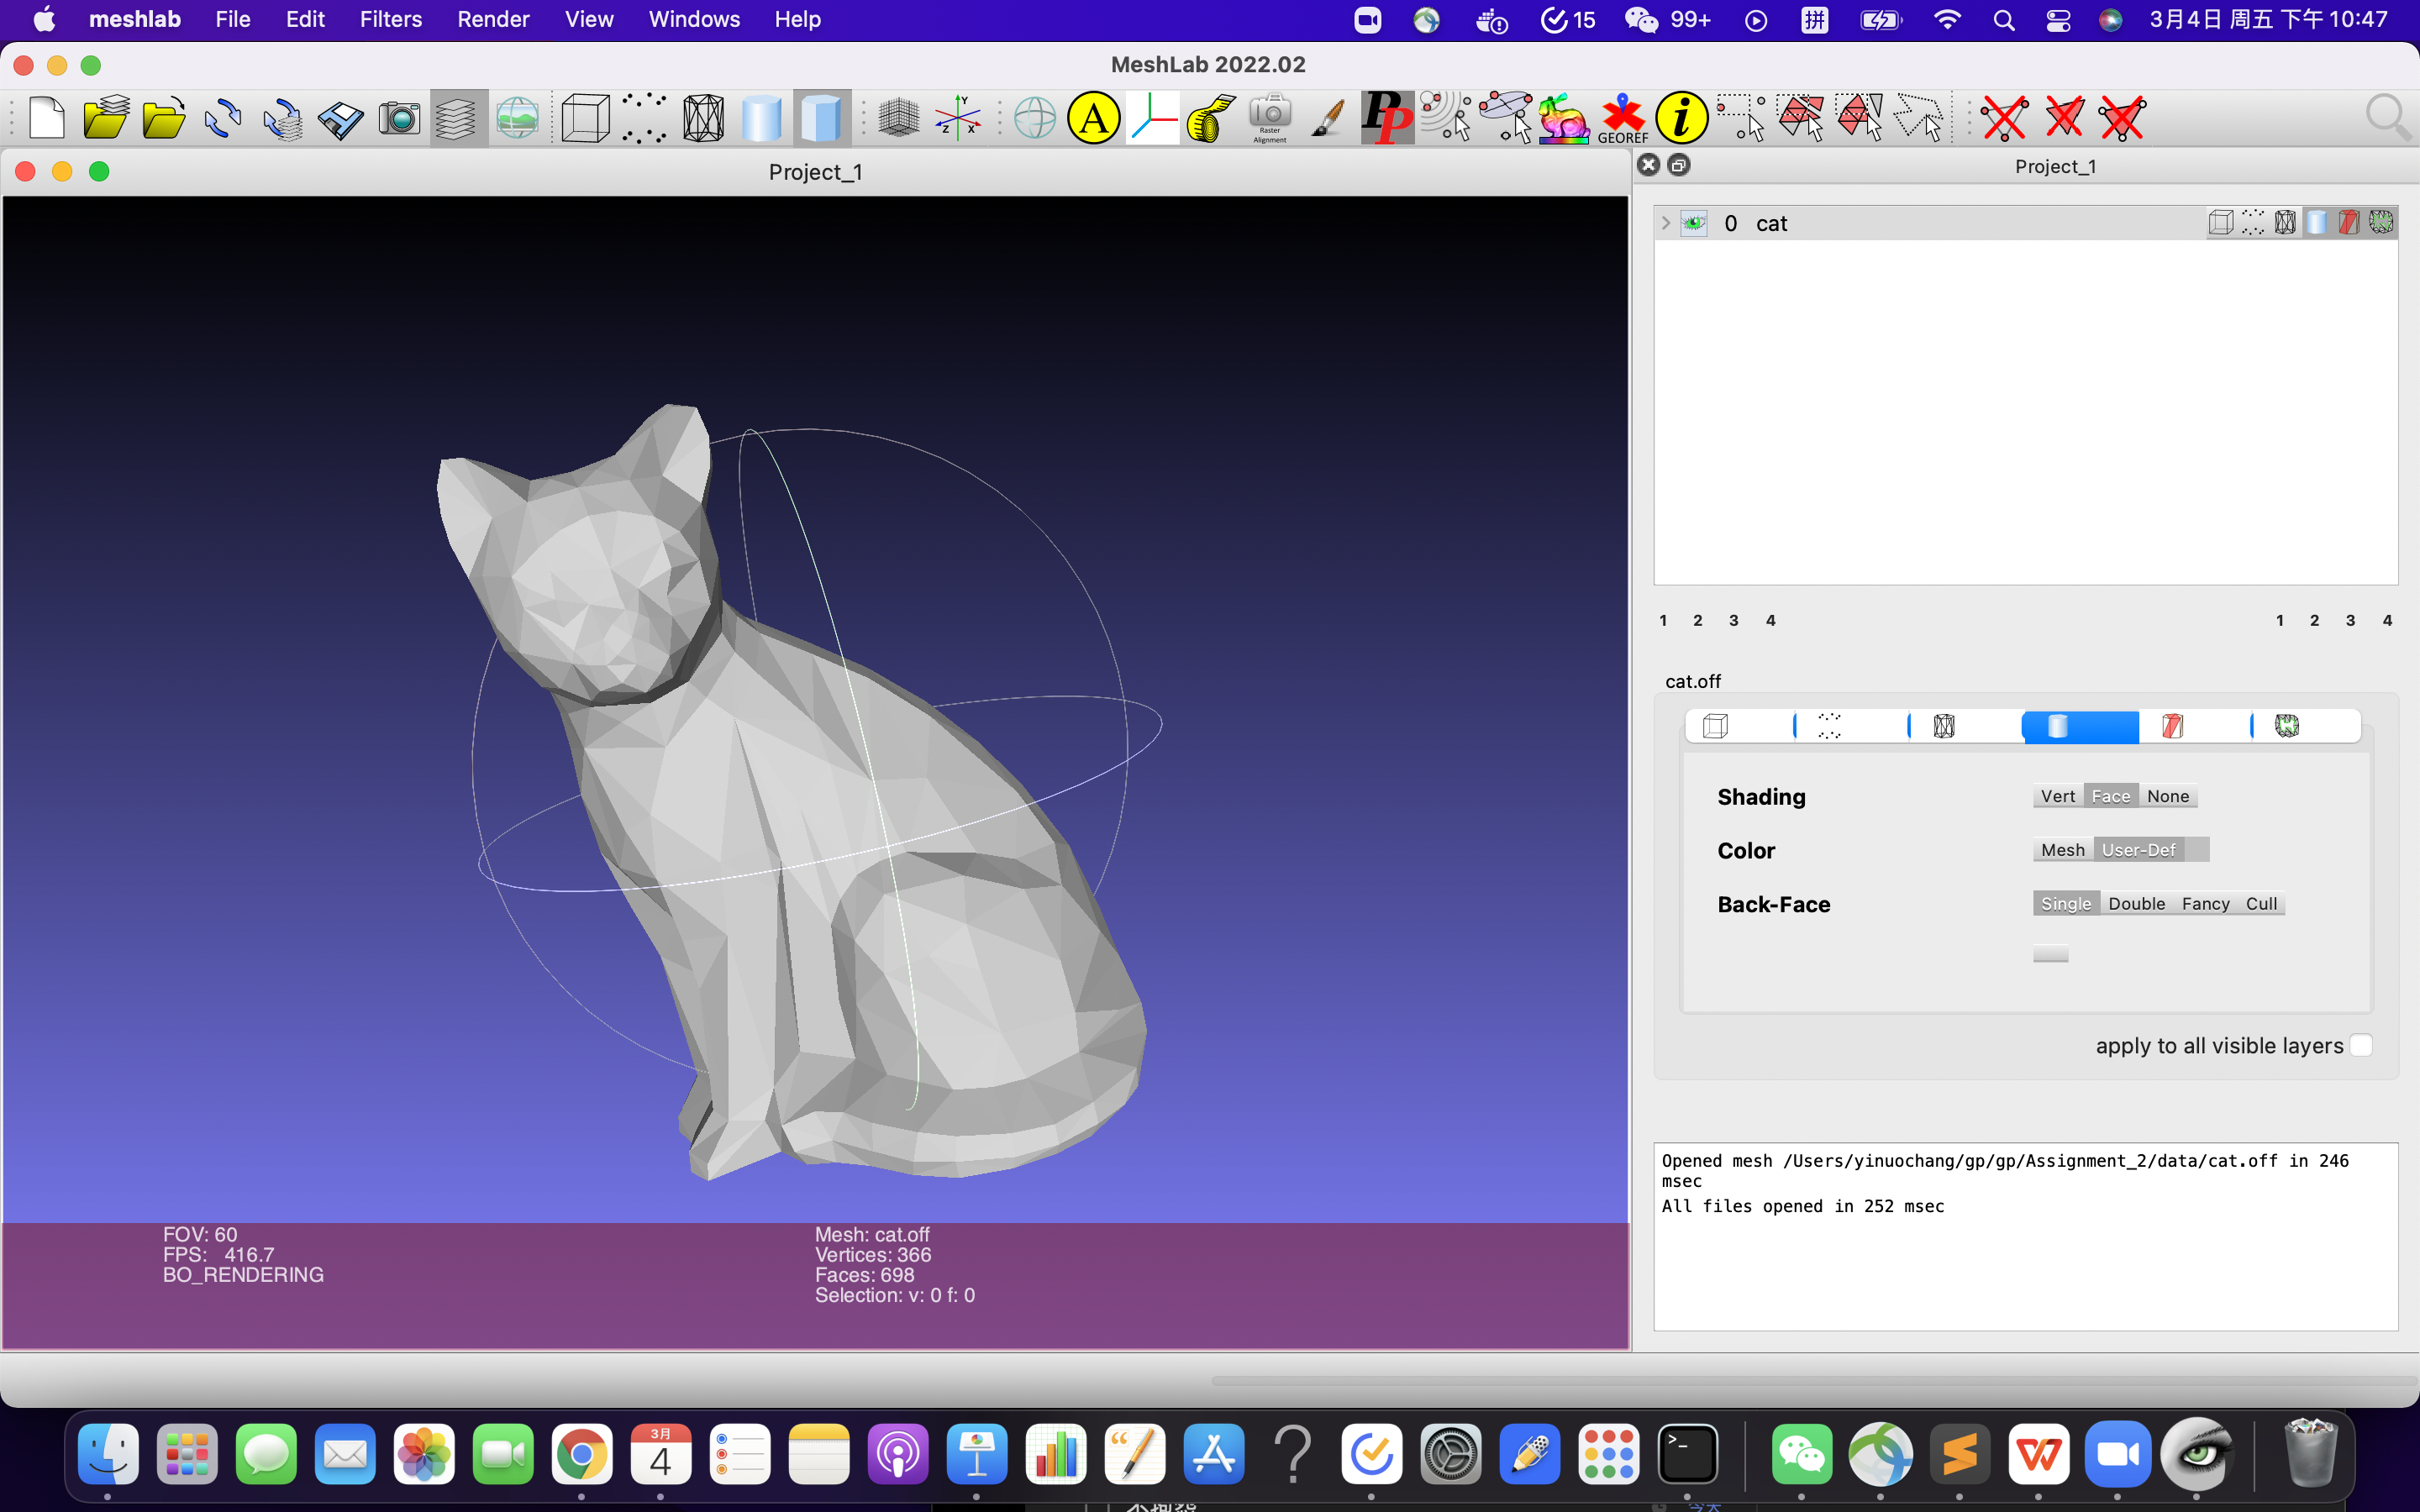 meshlab File Edit Filters Render View Windows Help 15 99+ 拼 3月4日 周五 下午 10:47
MeshLab 2022.02
A Y Z X Raster Alignment PP GEOREF i
Project_1
Project_1
0 cat
1 2 3 4 1 2 3 4
cat.off
Shading Vert Face None
Color Mesh User-Def
Back-Face Single Double Fancy Cull
apply to all visible layers
Opened mesh /Users/yinuochang/gp/gp/Assignment_2/data/cat.off in 246
msec
All files opened in 252 msec
FOV: 60
FPS: 416.7
BO_RENDERING
Mesh: cat.off
Vertices: 366
Faces: 698
Selection: v: 0 f: 0
3月
4